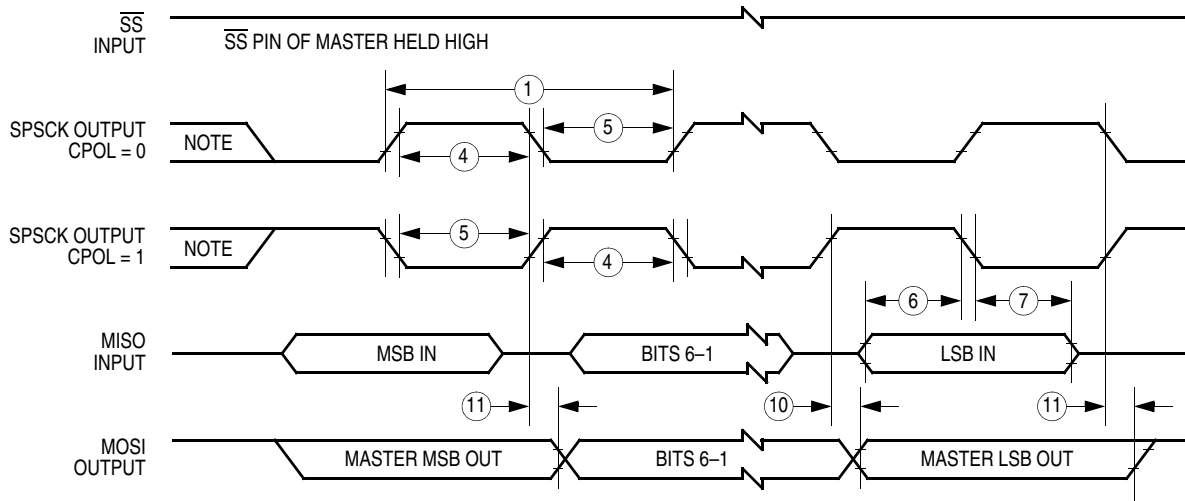 SS
INPUT
SS PIN OF MASTER HELD HIGH
1
SPSCK OUTPUT
CPOL = 0
NOTE
4
5
SPSCK OUTPUT
CPOL = 1
NOTE
5
4
6
7
MISO
INPUT
MSB IN
BITS 6–1
LSB IN
11
10
11
MOSI
OUTPUT
MASTER MSB OUT
BITS 6–1
MASTER LSB OUT